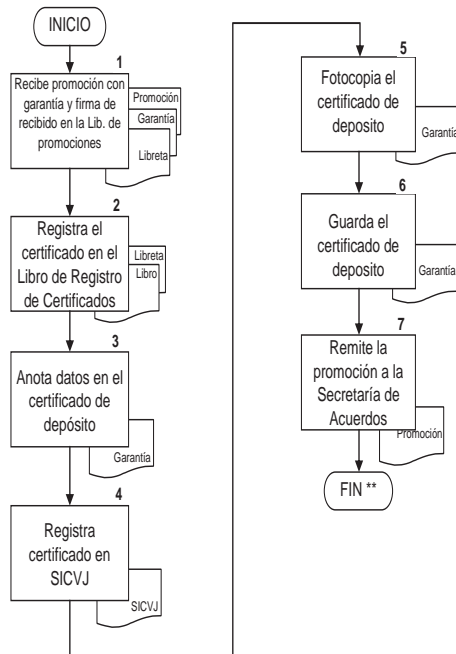 INICIO
1
Recibe promoción con
garantía y firma de
recibido en la Lib. de
promociones
Promoción
Garantía
Libreta
2
Registra el
certificado en el
Libro de Registro
de Certificados
Libreta
Libro
3
Anota datos en el
certificado de
depósito
Garantía
4
Registra
certificado en
SICVJ
SICVJ
5
Fotocopia el
certificado de
deposito
Garantía
6
Guarda el
certificado de
deposito
Garantía
7
Remite la
promoción a la
Secretaría de
Acuerdos
Promoción
FIN **